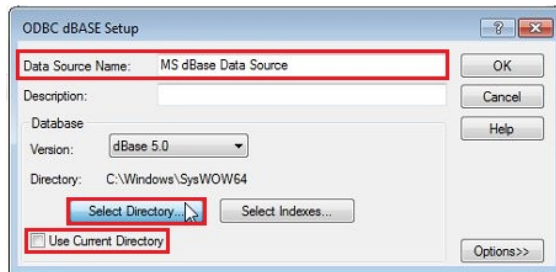 ODBC dBASE Setup
Data Source Name: MS dBase Data Source
OK
Description:
Cancel
Database
Help
Version: dBase 5.0
Directory: C:\Windows\SysWOW64
Select Directory... Select Indexes...
Use Current Directory
Options>>